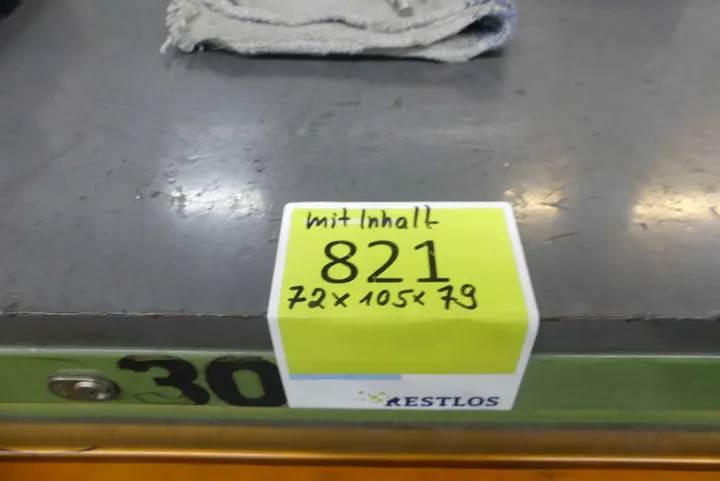 mit Inhalt
821
72 x 105 x 79
30
RESTLOS